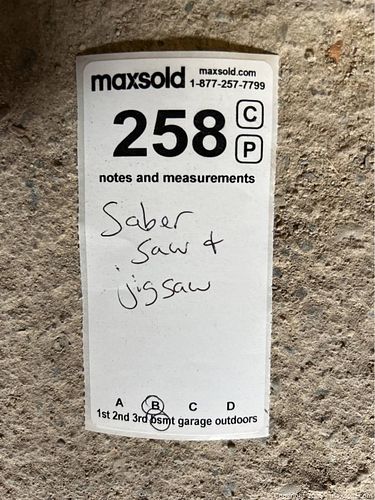 maxsold maxsold.com
1-877-257-7799
258 C
P
notes and measurements
Saber
saw +
jigsaw
A B C D
1st 2nd 3rd bsmt garage outdoors